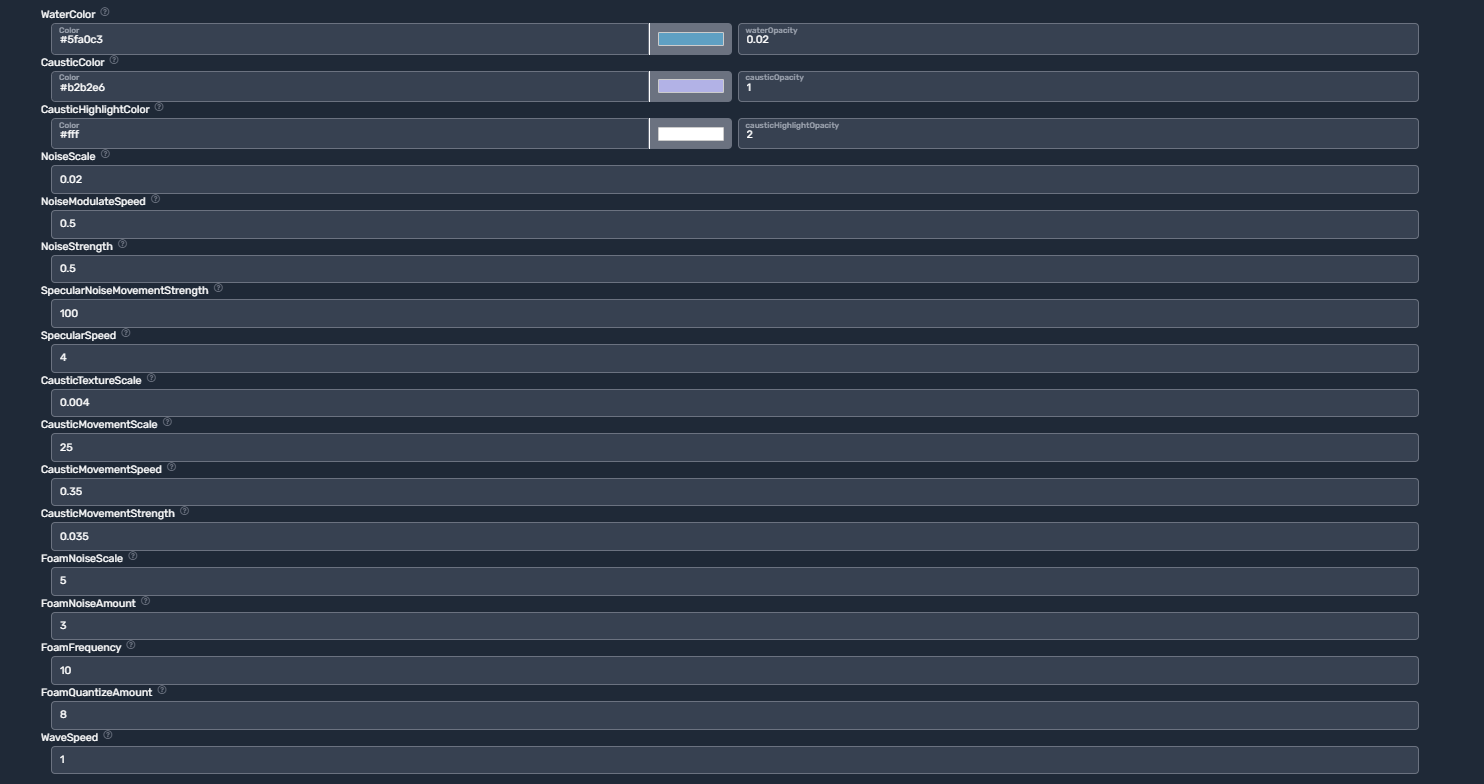 WaterColor
Color
#5fa0c3
waterOpacity
0.02
CausticColor
Color
#b2b2e6
causticOpacity
1
CausticHighlightColor
Color
#fff
causticHighlightOpacity
2
NoiseScale
0.02
NoiseModulateSpeed
0.5
NoiseStrength
0.5
SpecularNoiseMovementStrength
100
SpecularSpeed
4
CausticTextureScale
0.004
CausticMovementScale
25
CausticMovementSpeed
0.35
CausticMovementStrength
0.035
FoamNoiseScale
5
FoamNoiseAmount
3
FoamFrequency
10
FoamQuantizeAmount
8
WaveSpeed
1